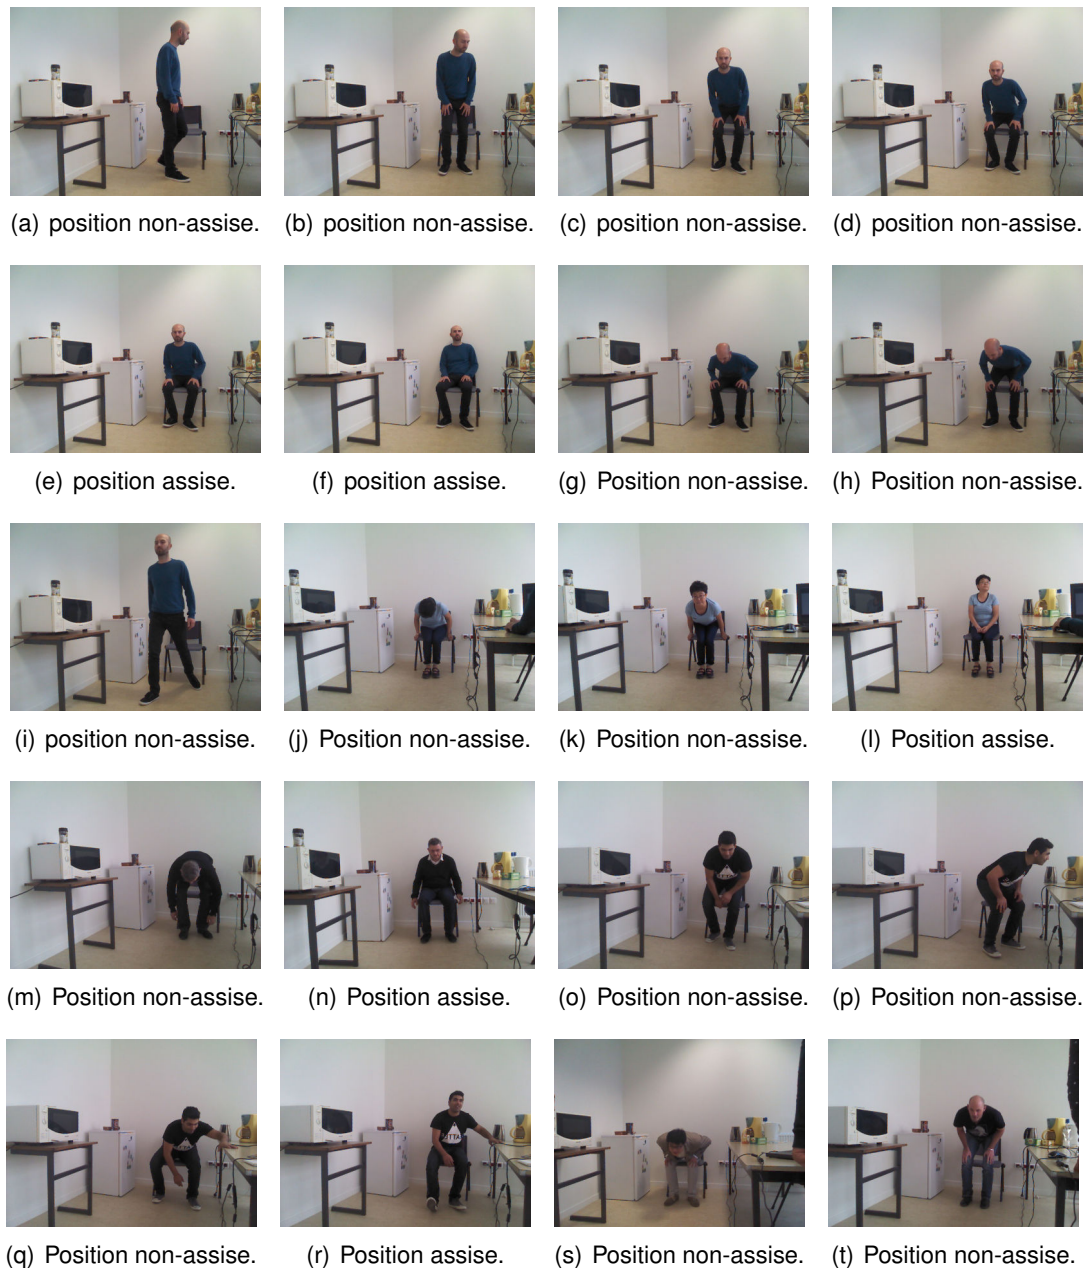 (a) position non-assise.
(b) position non-assise.
(c) position non-assise.
(d) position non-assise.
(e) position assise.
(f) position assise.
(g) Position non-assise.
(h) Position non-assise.
(i) position non-assise.
(j) Position non-assise.
(k) Position non-assise.
(l) Position assise.
(m) Position non-assise.
(n) Position assise.
(o) Position non-assise.
(p) Position non-assise.
(q) Position non-assise.
(r) Position assise.
(s) Position non-assise.
(t) Position non-assise.